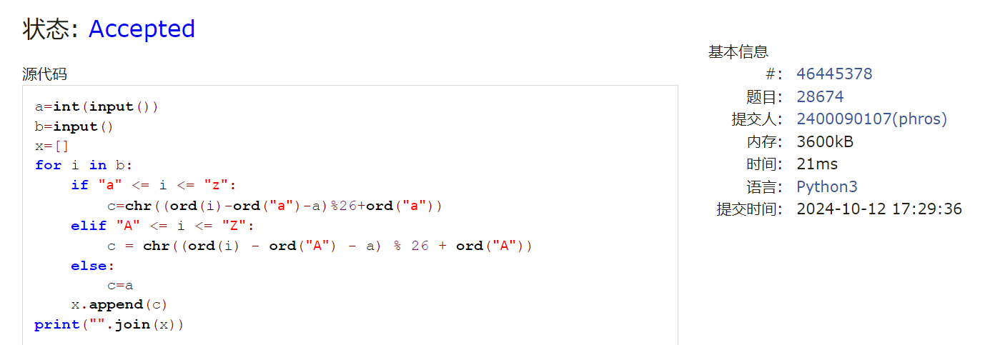 状态: Accepted
源代码
a=int(input())
b=input()
x=[]
for i in b:
    if "a" <= i <= "z":
        c=chr((ord(i)-ord("a")-a)%26+ord("a"))
    elif "A" <= i <= "Z":
        c = chr((ord(i) - ord("A") - a) % 26 + ord("A"))
    else:
        c=a
    x.append(c)
print("".join(x))
基本信息
#: 46445378
题目: 28674
提交人: 2400090107(phros)
内存: 3600kB
时间: 21ms
语言: Python3
提交时间: 2024-10-12 17:29:36